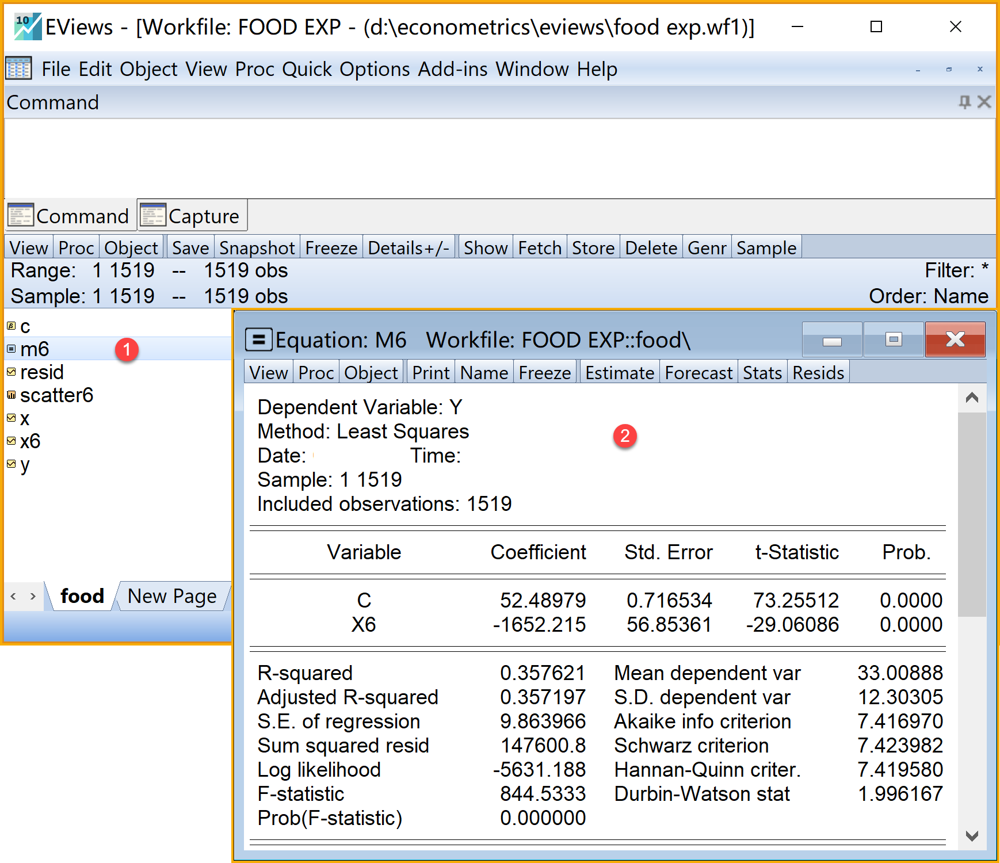 10 EViews - [Workfile: FOOD EXP - (d:\econometrics\eviews\food exp.wf1)]
File Edit Object View Proc Quick Options Add-ins Window Help
Command
Command Capture
View Proc Object Save Snapshot Freeze Details+/- Show Fetch Store Delete Genr Sample
Range: 1 1519 -- 1519 obs Filter: *
Sample: 1 1519 -- 1519 obs Order: Name
β c
m6 1
resid
scatter6
x
x6
y
food New Page
Equation: M6 Workfile: FOOD EXP::food\
View Proc Object Print Name Freeze Estimate Forecast Stats Resids
Dependent Variable: Y
Method: Least Squares 2
Date: Time:
Sample: 1 1519
Included observations: 1519
Variable Coefficient Std. Error t-Statistic Prob.
C 52.48979 0.716534 73.25512 0.0000
X6 -1652.215 56.85361 -29.06086 0.0000
R-squared 0.357621 Mean dependent var 33.00888
Adjusted R-squared 0.357197 S.D. dependent var 12.30305
S.E. of regression 9.863966 Akaike info criterion 7.416970
Sum squared resid 147600.8 Schwarz criterion 7.423982
Log likelihood -5631.188 Hannan-Quinn criter. 7.419580
F-statistic 844.5333 Durbin-Watson stat 1.996167
Prob(F-statistic) 0.000000